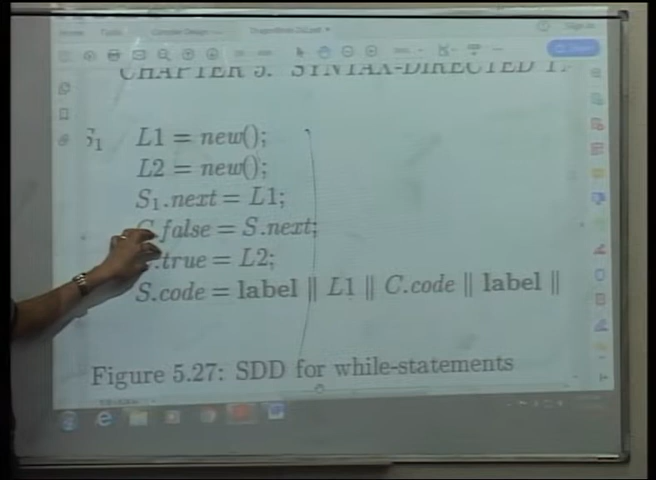 CHAPTER 5. SYNTAX-DIRECTED
S₁ L1 = new();
L2 = new();
S₁.next = L1;
C.false = S.next;
.true = L2;
S.code = label || L1 || C.code || label ||
Figure 5.27: SDD for while-statements